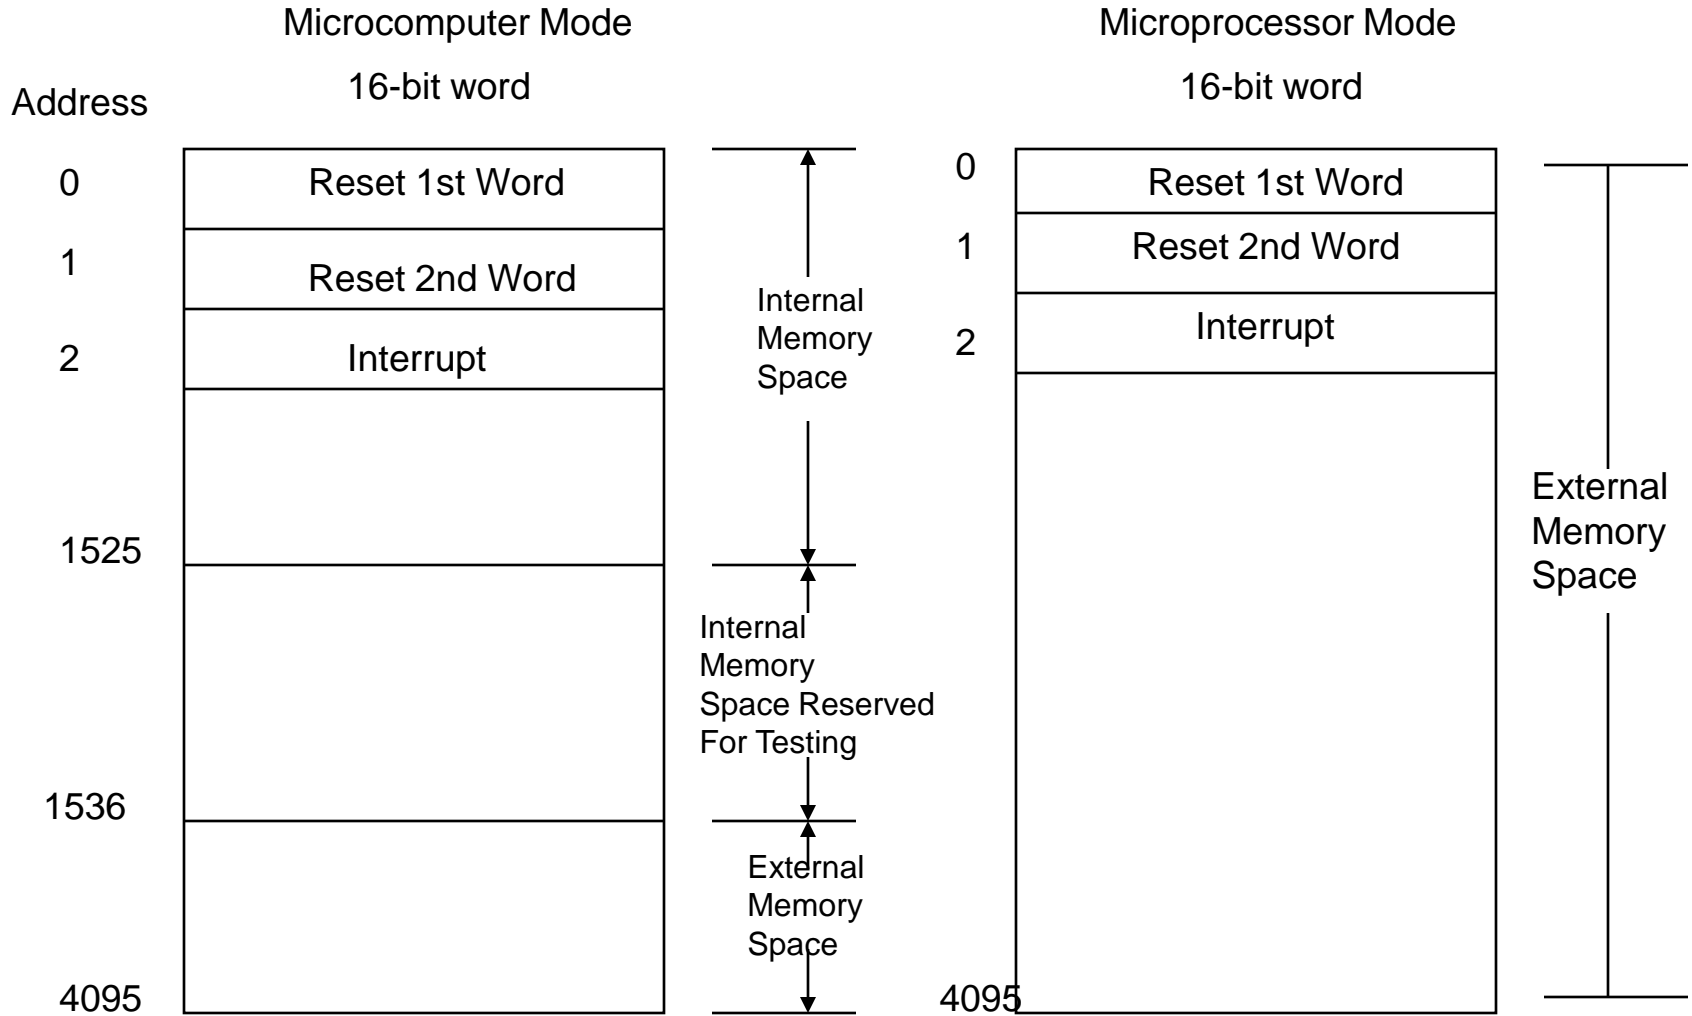 Microcomputer Mode
16-bit word
Address
0
Reset 1st Word
1
Reset 2nd Word
2
Interrupt
1525
1536
4095
Internal
Memory
Space
Internal
Memory
Space Reserved
For Testing
External
Memory
Space
Microprocessor Mode
16-bit word
0
Reset 1st Word
1
Reset 2nd Word
2
Interrupt
4095
External
Memory
Space